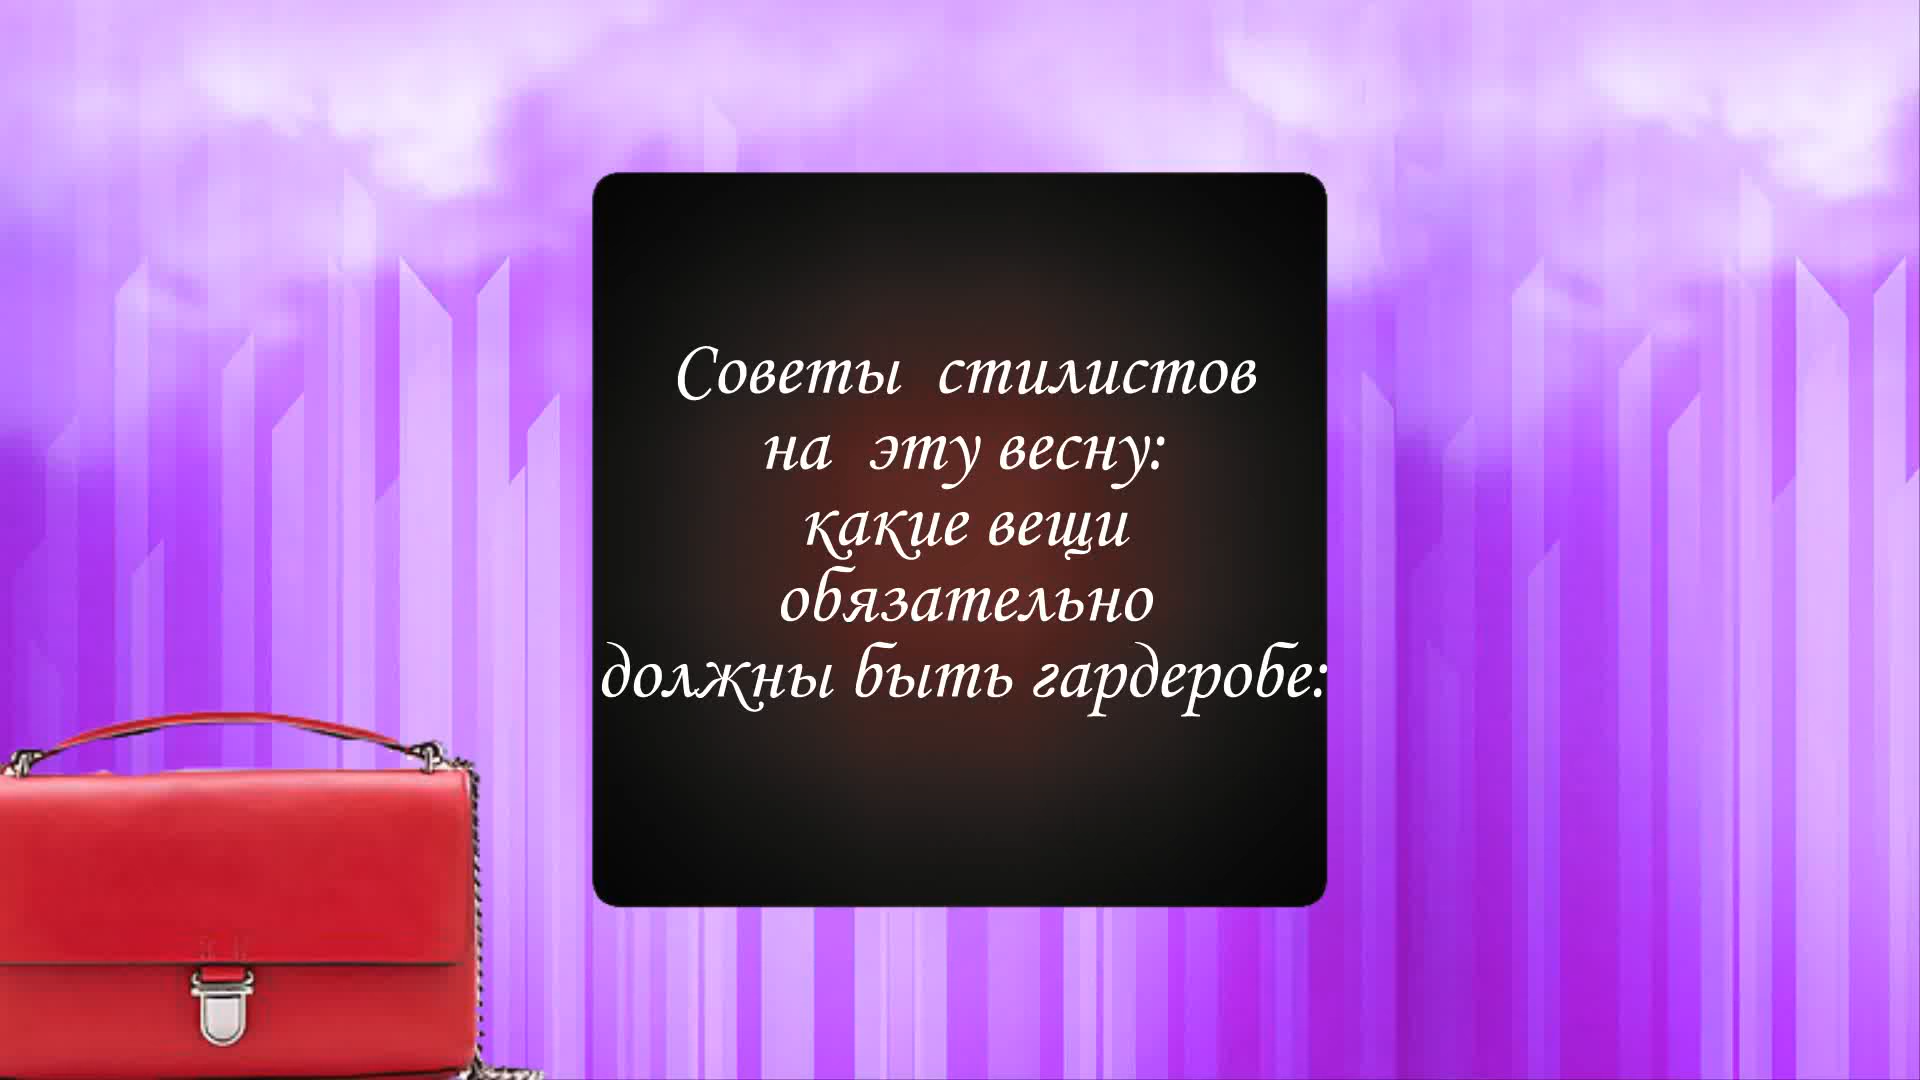 Советы стилистов
на эту весну:
какие вещи
обязательно
должны быть гардеробе: